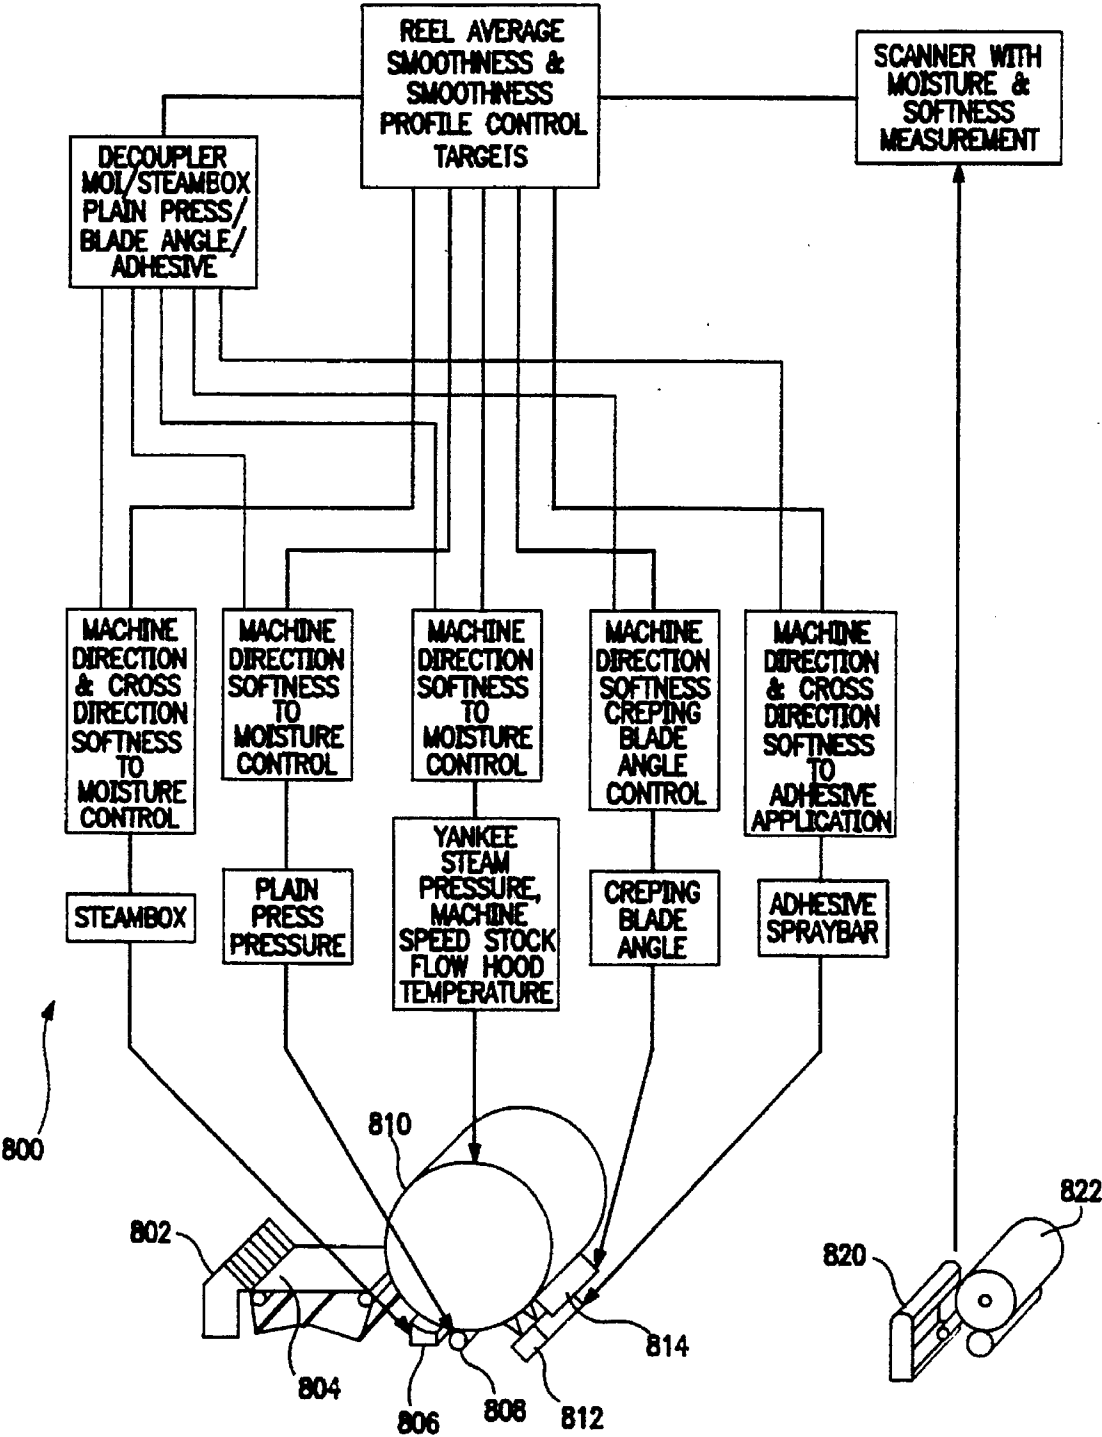 REEL AVERAGE
SMOOTHNESS &
SMOOTHNESS
PROFILE CONTROL
TARGETS
SCANNER WITH
MOISTURE &
SOFTNESS
MEASUREMENT
DECOUPLER
MOI/STEAMBOX
PLAIN PRESS/
BLADE ANGLE/
ADHESIVE
MACHINE
DIRECTION
& CROSS
DIRECTION
SOFTNESS
TO
MOISTURE
CONTROL
MACHINE
DIRECTION
SOFTNESS
TO
MOISTURE
CONTROL
MACHINE
DIRECTION
SOFTNESS
TO
MOISTURE
CONTROL
MACHINE
DIRECTION
SOFTNESS
CREPING
BLADE
ANGLE
CONTROL
MACHINE
DIRECTION
& CROSS
DIRECTION
SOFTNESS
TO
ADHESIVE
APPLICATION
STEAMBOX
PLAIN
PRESS
PRESSURE
YANKEE
STEAM
PRESSURE,
MACHINE
SPEED STOCK
FLOW HOOD
TEMPERATURE
CREPING
BLADE
ANGLE
ADHESIVE
SPRAYBAR
800
810
802
804
806
808
812
814
820
822